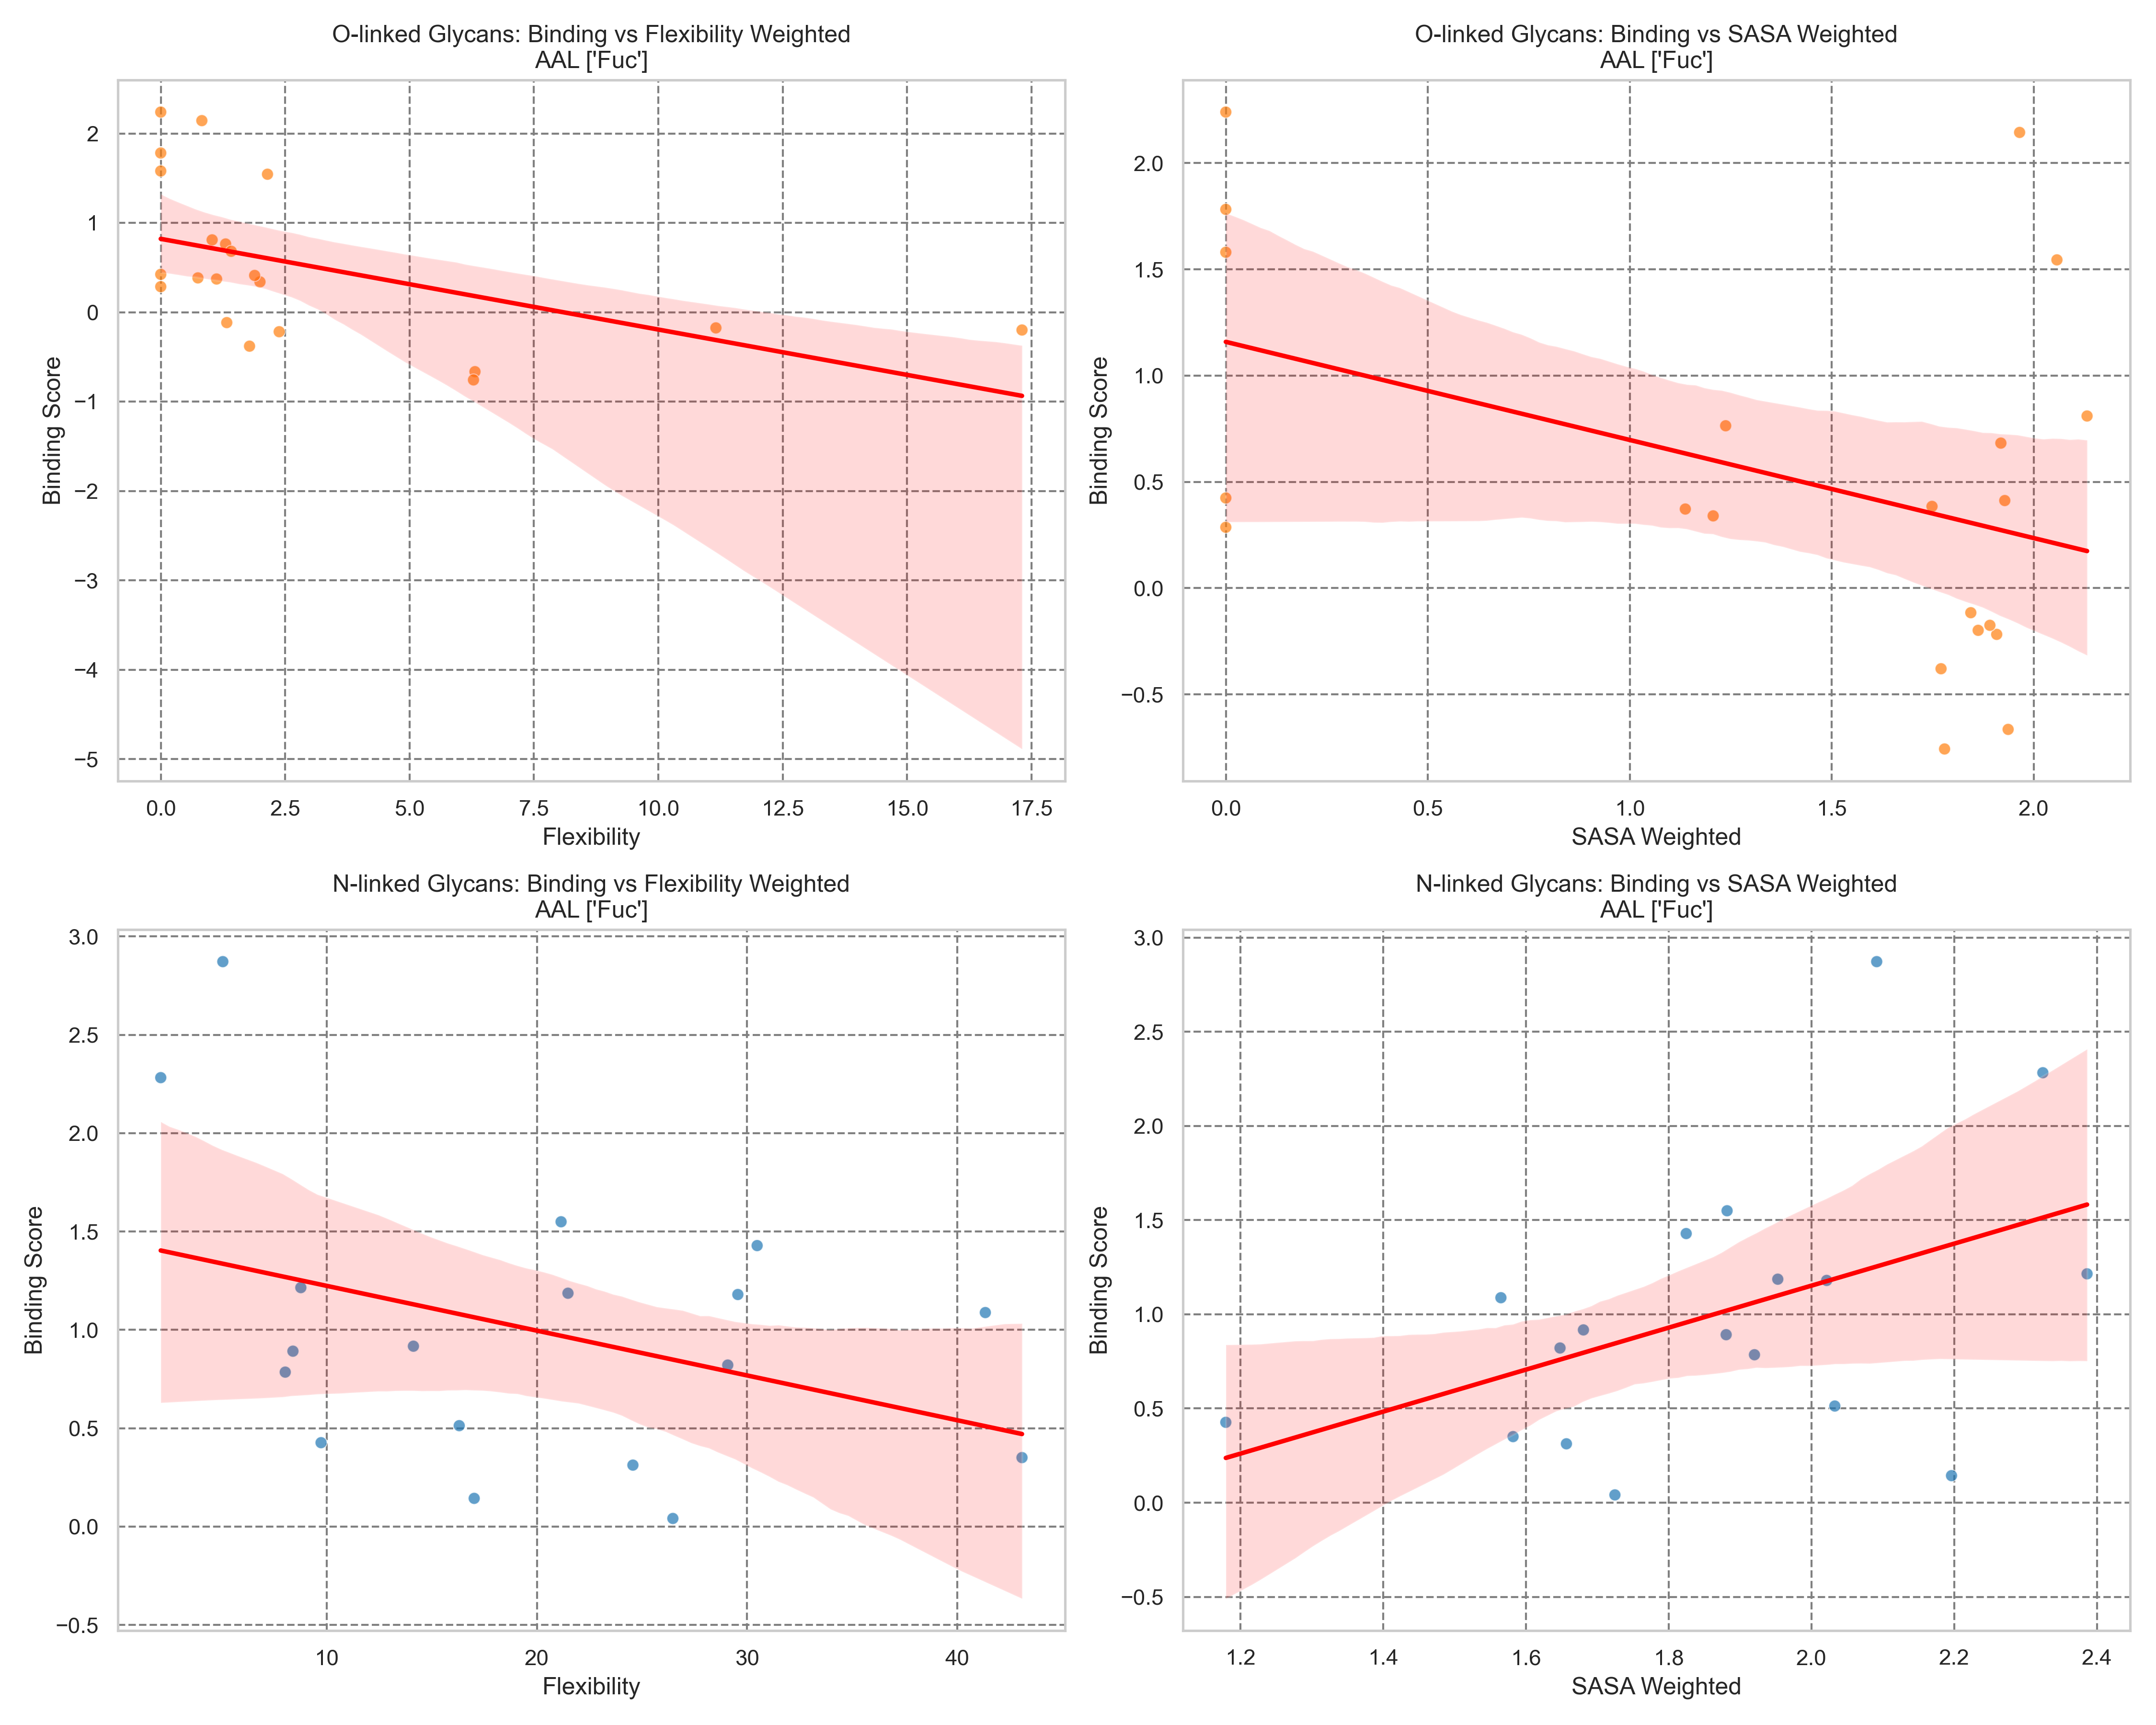 O-linked Glycans: Binding vs Flexibility Weighted
AAL ['Fuc']
Binding Score
2
1
0
−1
−2
−3
−4
−5
0.0 2.5 5.0 7.5 10.0 12.5 15.0 17.5
Flexibility
O-linked Glycans: Binding vs SASA Weighted
AAL ['Fuc']
Binding Score
2.0
1.5
1.0
0.5
0.0
−0.5
0.0 0.5 1.0 1.5 2.0
SASA Weighted
N-linked Glycans: Binding vs Flexibility Weighted
AAL ['Fuc']
Binding Score
3.0
2.5
2.0
1.5
1.0
0.5
0.0
−0.5
10 20 30 40
Flexibility
N-linked Glycans: Binding vs SASA Weighted
AAL ['Fuc']
Binding Score
3.0
2.5
2.0
1.5
1.0
0.5
0.0
−0.5
1.2 1.4 1.6 1.8 2.0 2.2 2.4
SASA Weighted